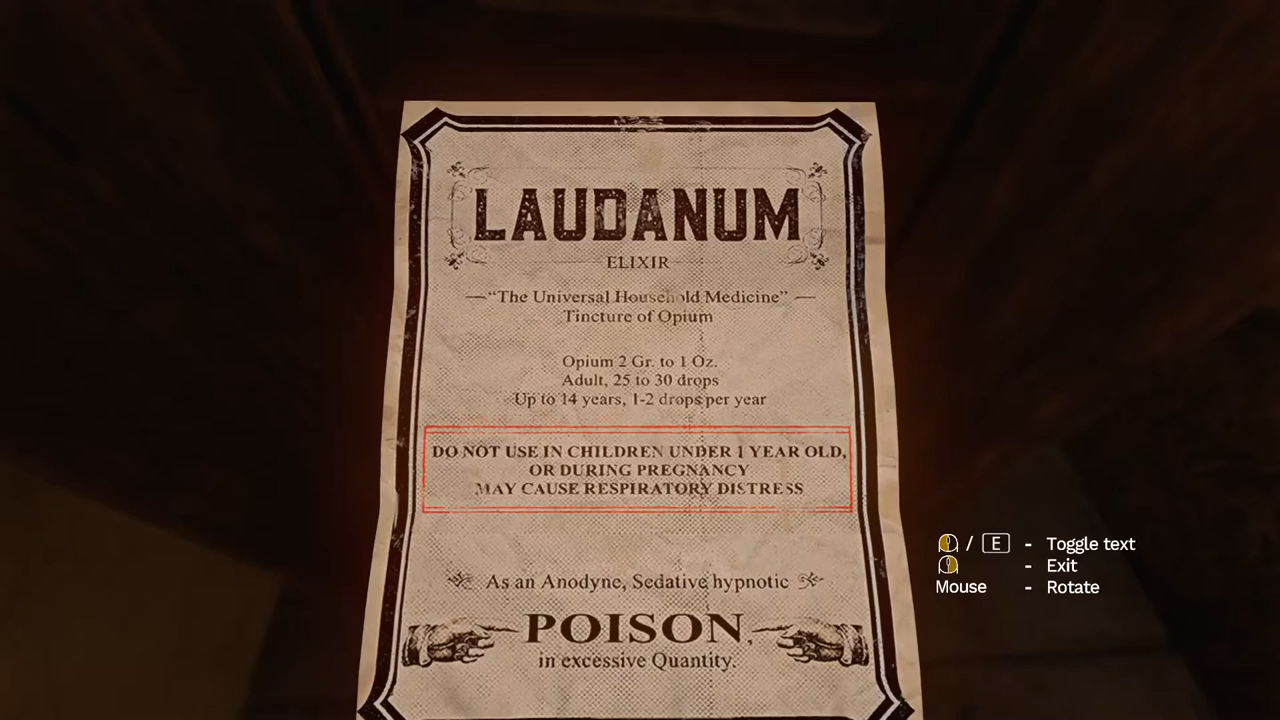 LAUDANUM
ELIXIR
—“The Universal Household Medicine”—
Tincture of Opium
Opium 2 Gr. to 1 Oz.
Adult, 25 to 30 drops
Up to 14 years, 1-2 drops per year
DO NOT USE IN CHILDREN UNDER 1 YEAR OLD,
OR DURING PREGNANCY
MAY CAUSE RESPIRATORY DISTRESS
As an Anodyne, Sedative hypnotic
POISON,
in excessive Quantity.
/ E - Toggle text
- Exit
Mouse - Rotate